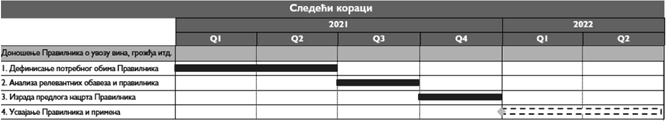 Следећи кораци
2021 2022
Q1 Q2 Q3 Q4 Q1 Q2
Доношење Правилника о увозу вина, грожђа итд.
1. Дефинисање потребног обима Правилника
2. Анализа релевантних обавеза и правилника
3. Израда предлога нацрта Правилника
4. Усвајање Правилника и примена